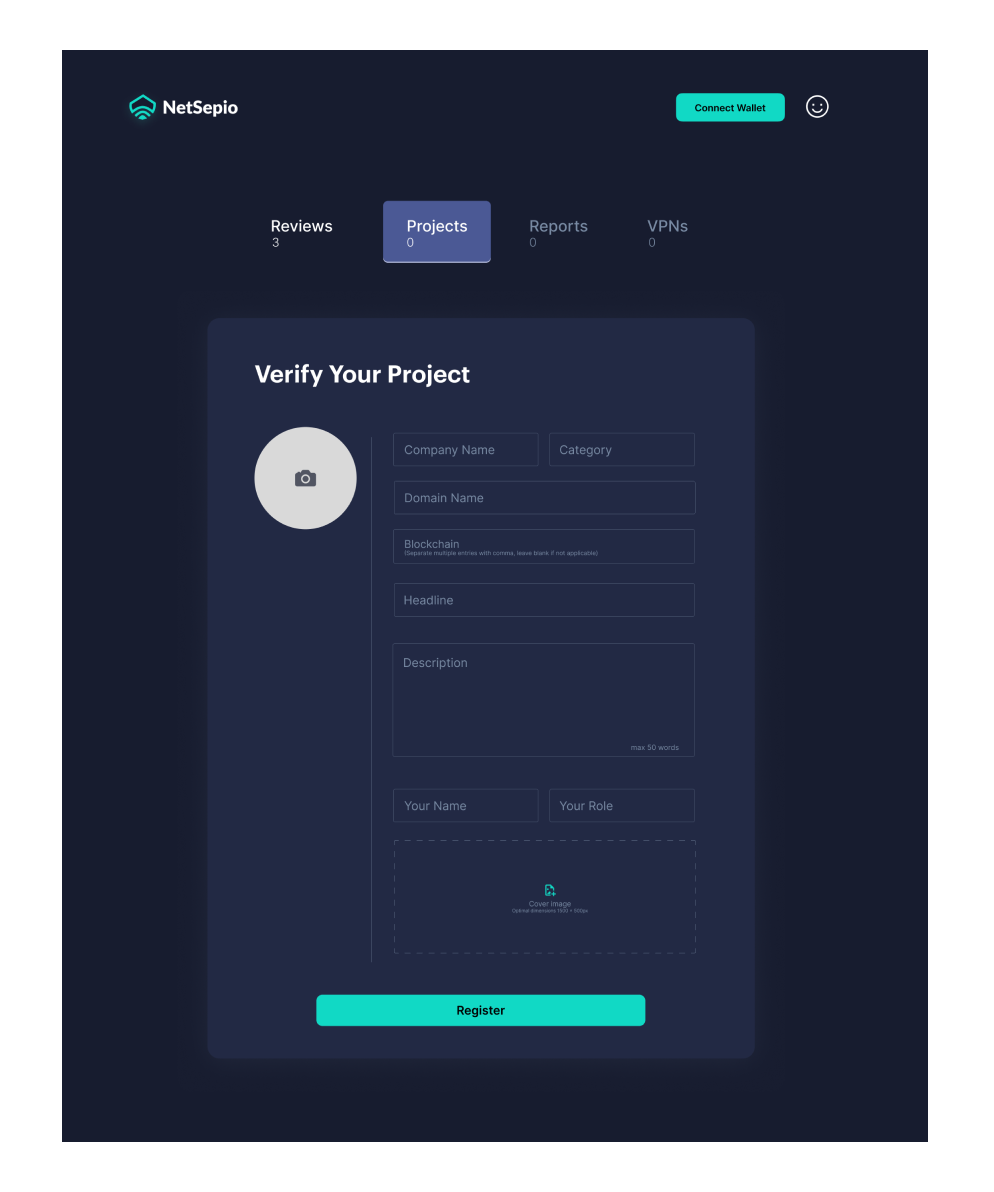 NetSepio
Connect Wallet
Reviews
3
Projects
0
Reports
0
VPNs
0
Verify Your Project
Company Name
Category
Domain Name
Blockchain
(Separate multiple entries with comma, leave blank if not applicable)
Headline
Description
max 50 words
Your Name
Your Role
Cover Image
Optimal dimensions 1500 × 500px
Register